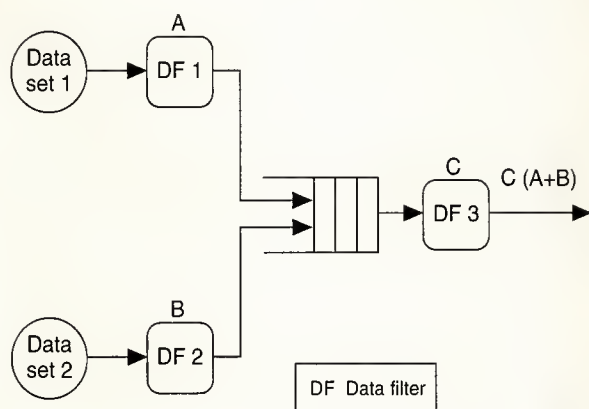 A
Data
set 1
DF 1
C
C (A+B)
DF 3
B
Data
set 2
DF 2
DF Data filter